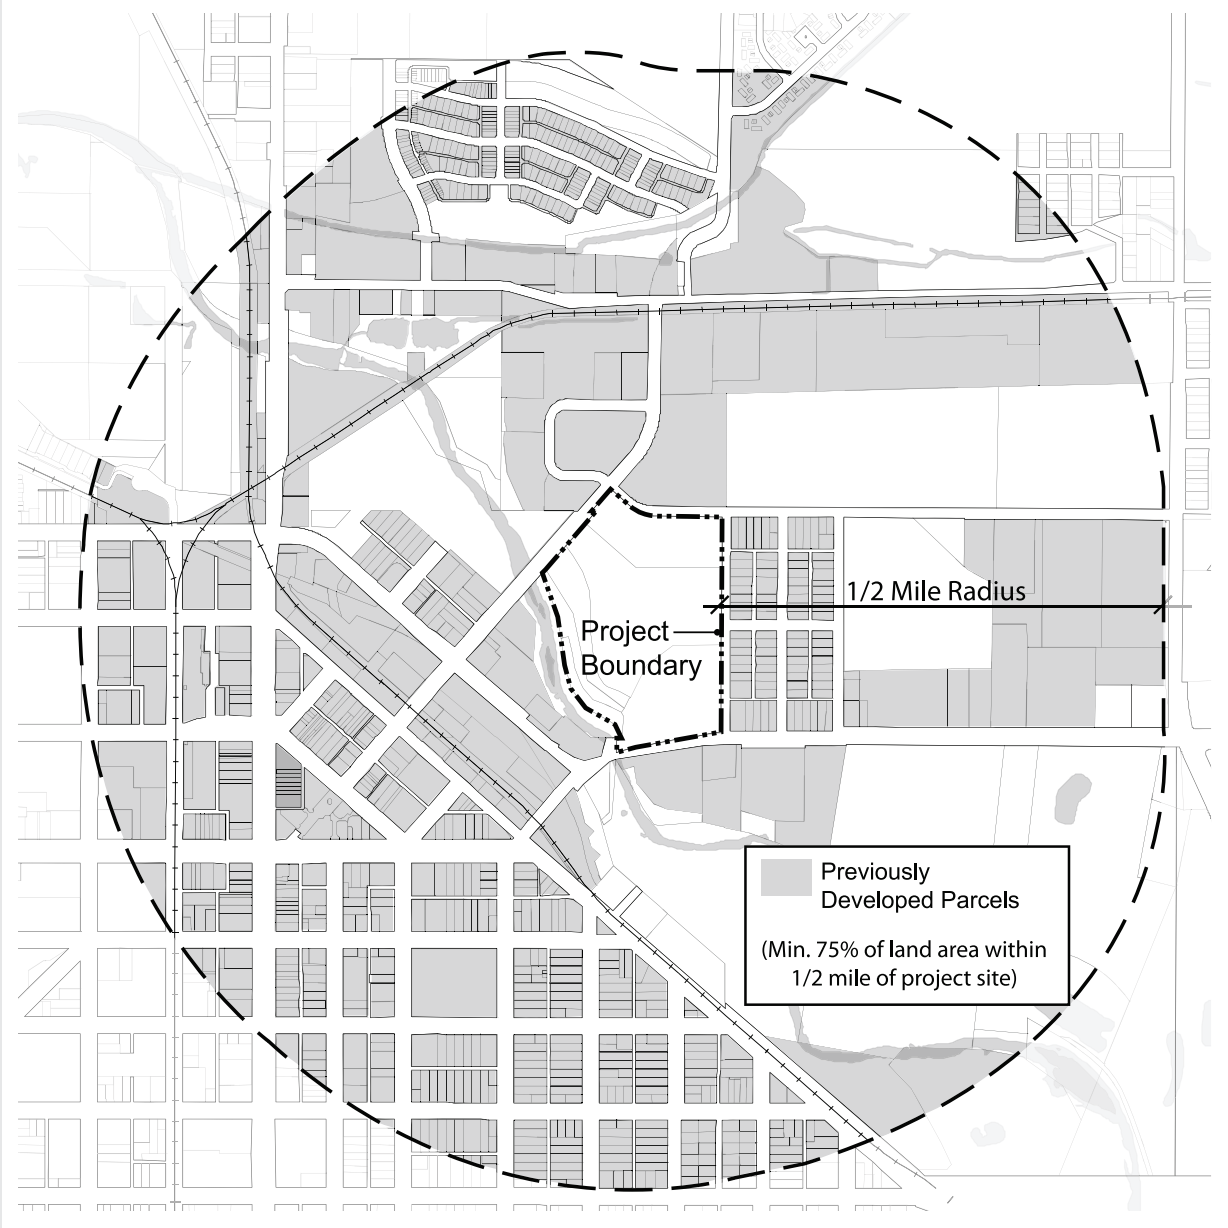 1/2 Mile Radius
Project
Boundary
Previously
Developed Parcels
(Min. 75% of land area within
1/2 mile of project site)